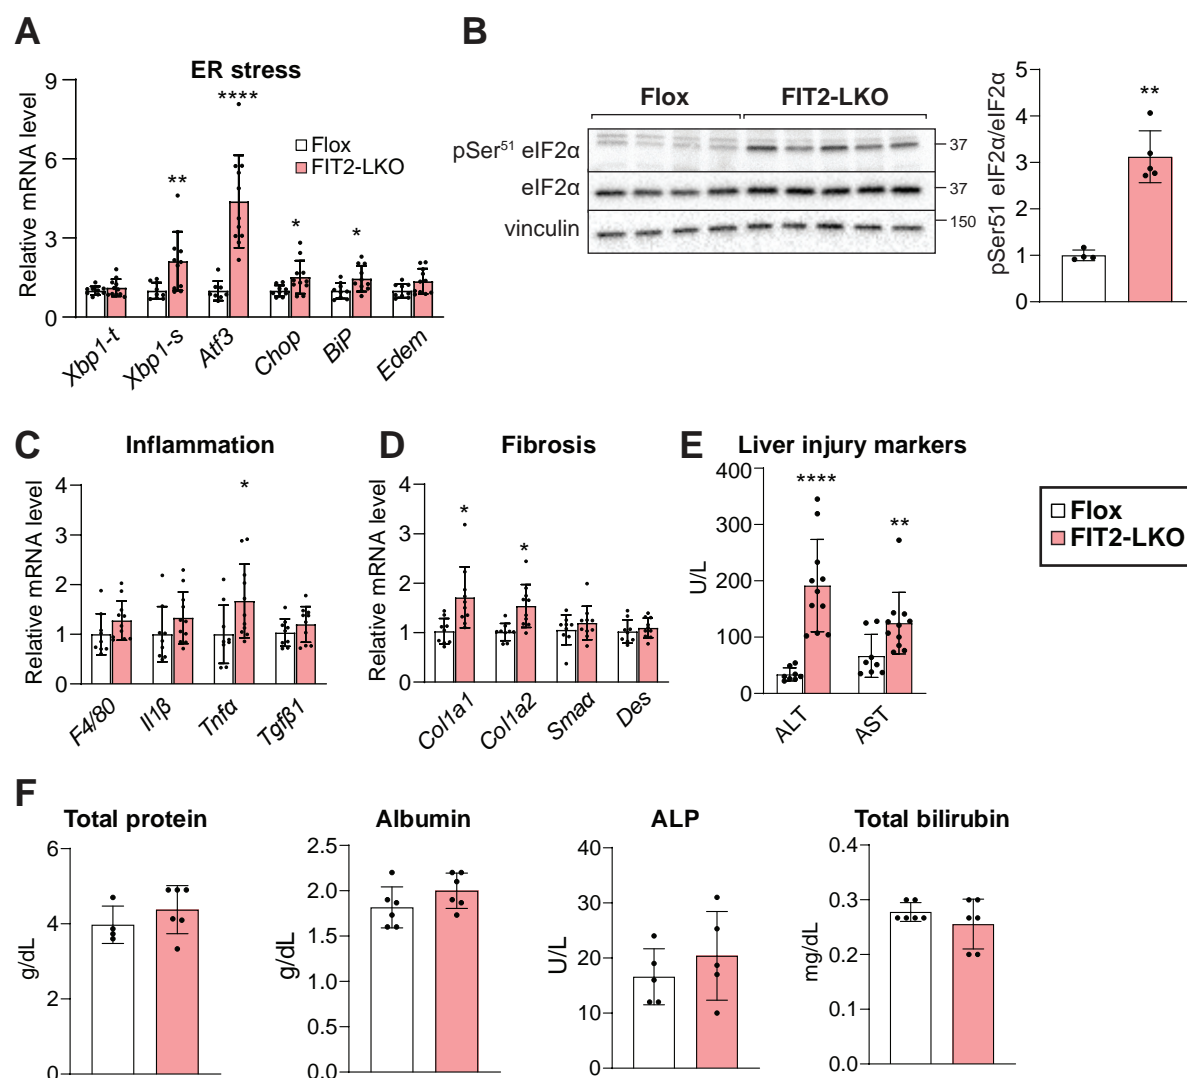 A
ER stress
Relative mRNA level
9
6
3
0
****
**
*
*
Flox
FIT2-LKO
Xbp1-t
Xbp1-s
Atf3
Chop
BiP
Edem
B
Flox
FIT2-LKO
pSer51 eIF2α
37
eIF2α
37
vinculin
150
pSer51 eIF2α/eIF2α
5
4
3
2
1
0
**
C
Inflammation
Relative mRNA level
4
3
2
1
0
*
F4/80
Il1β
Tnfα
Tgfβ1
D
Fibrosis
Relative mRNA level
4
3
2
1
0
*
*
Col1a1
Col1a2
Smaα
Des
E
Liver injury markers
U/L
400
300
200
100
0
****
**
ALT
AST
Flox
FIT2-LKO
F
Total protein
g/dL
6
4
2
0
Albumin
g/dL
2.5
2.0
1.5
1.0
0.5
0.0
ALP
U/L
40
30
20
10
0
Total bilirubin
mg/dL
0.4
0.3
0.2
0.1
0.0